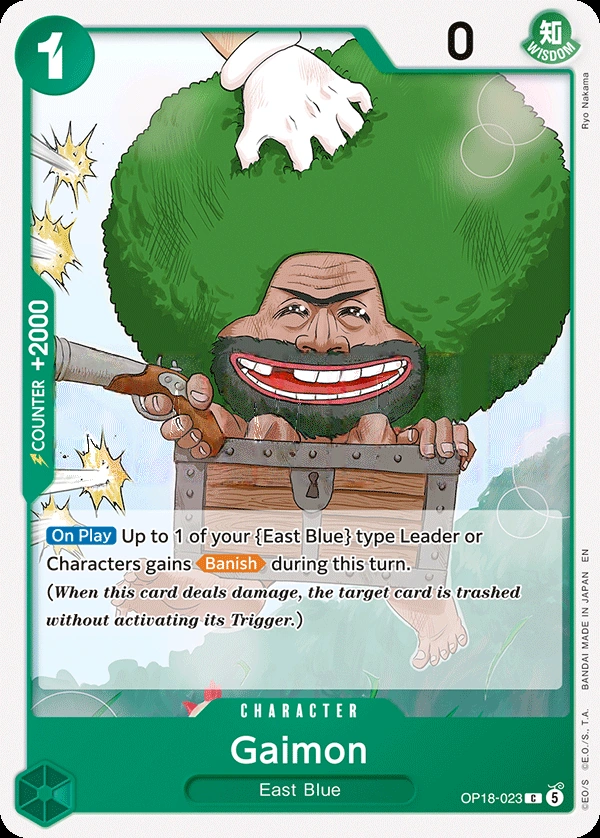 1
0
知
WISDOM
Ryo Nakama
COUNTER +2000
On Play Up to 1 of your {East Blue} type Leader or
Characters gains Banish during this turn.
(When this card deals damage, the target card is trashed
without activating its Trigger.)
CHARACTER
Gaimon
East Blue
OP18-023 C 5
©EO/S ©E.O./S., T.A. BANDAI MADE IN JAPAN EN